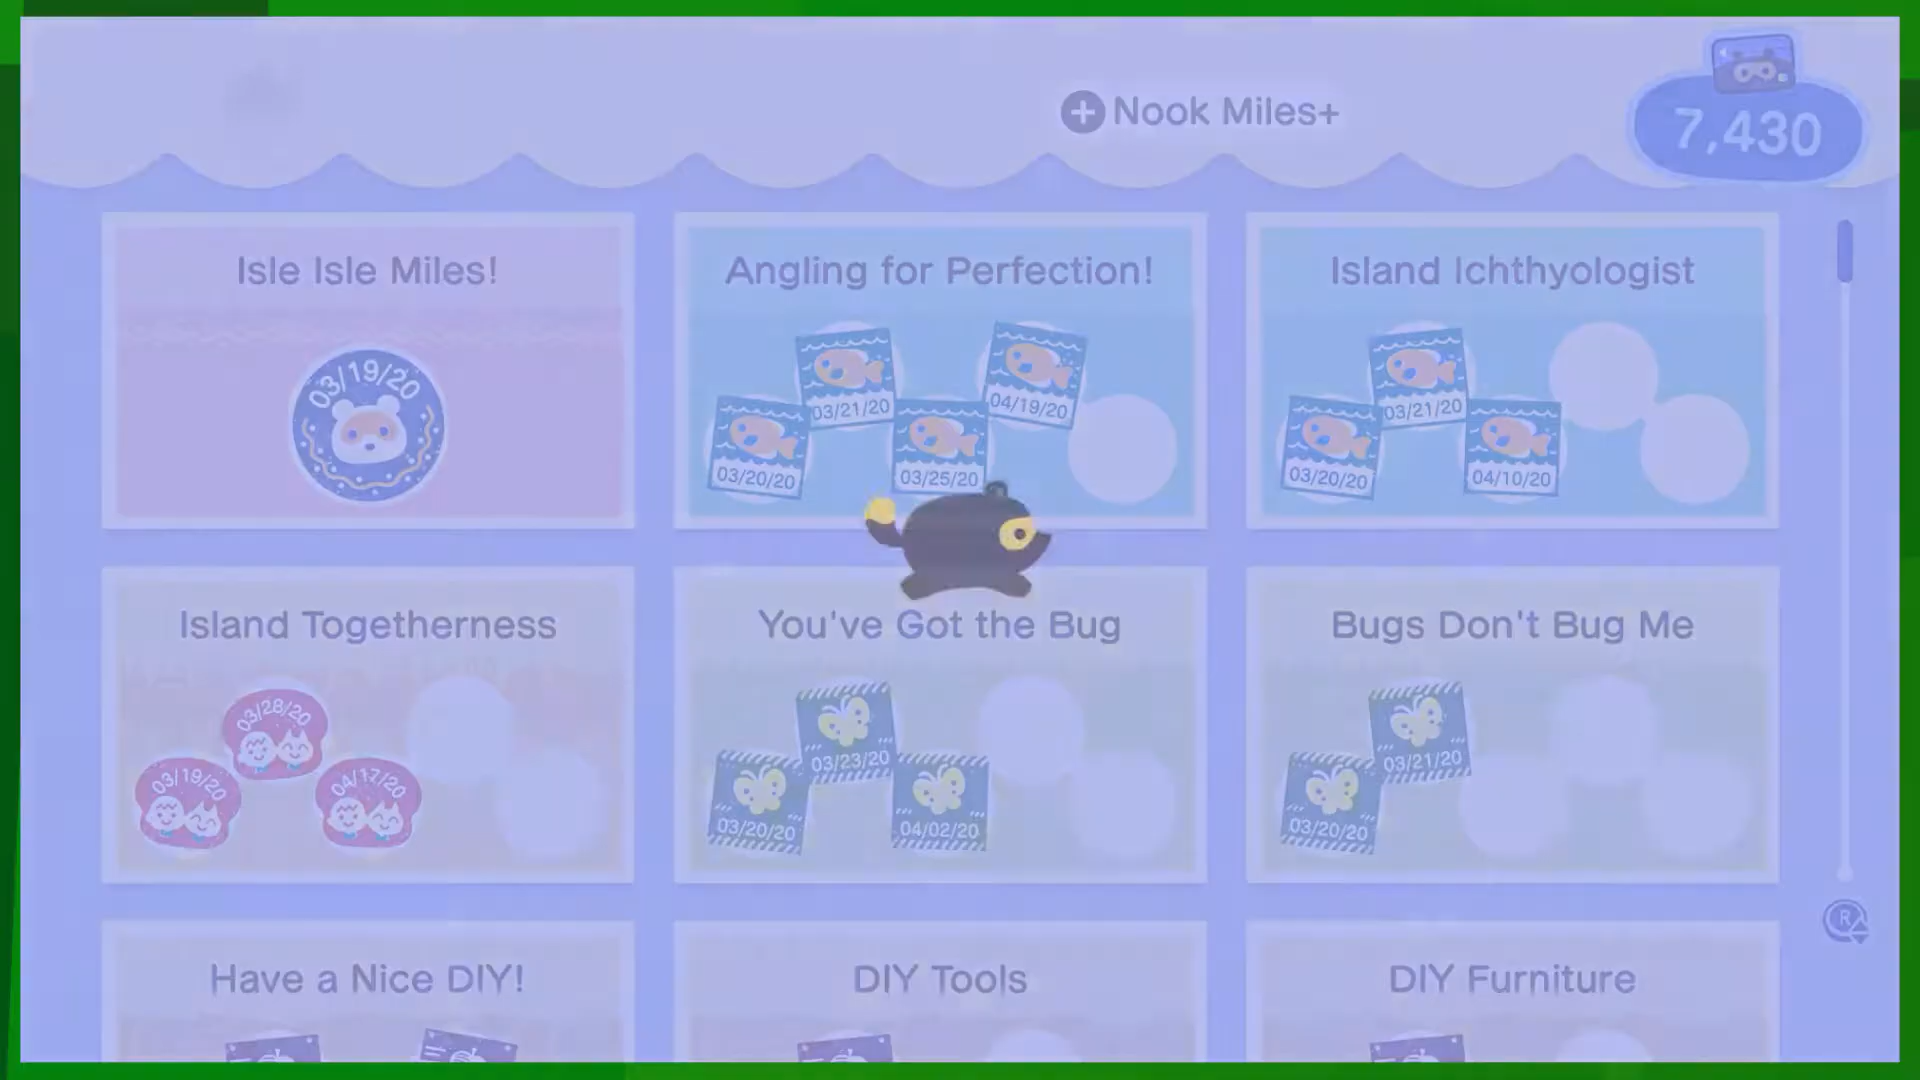 Nook Miles+
7,430
Isle Isle Miles!
03/19/20
Angling for Perfection!
03/20/20
03/21/20
03/25/20
04/19/20
Island Ichthyologist
03/20/20
03/21/20
04/10/20
Island Togetherness
03/19/20
03/28/20
04/17/20
You've Got the Bug
03/20/20
03/23/20
04/02/20
Bugs Don't Bug Me
03/20/20
03/21/20
R
Have a Nice DIY!
DIY Tools
DIY Furniture